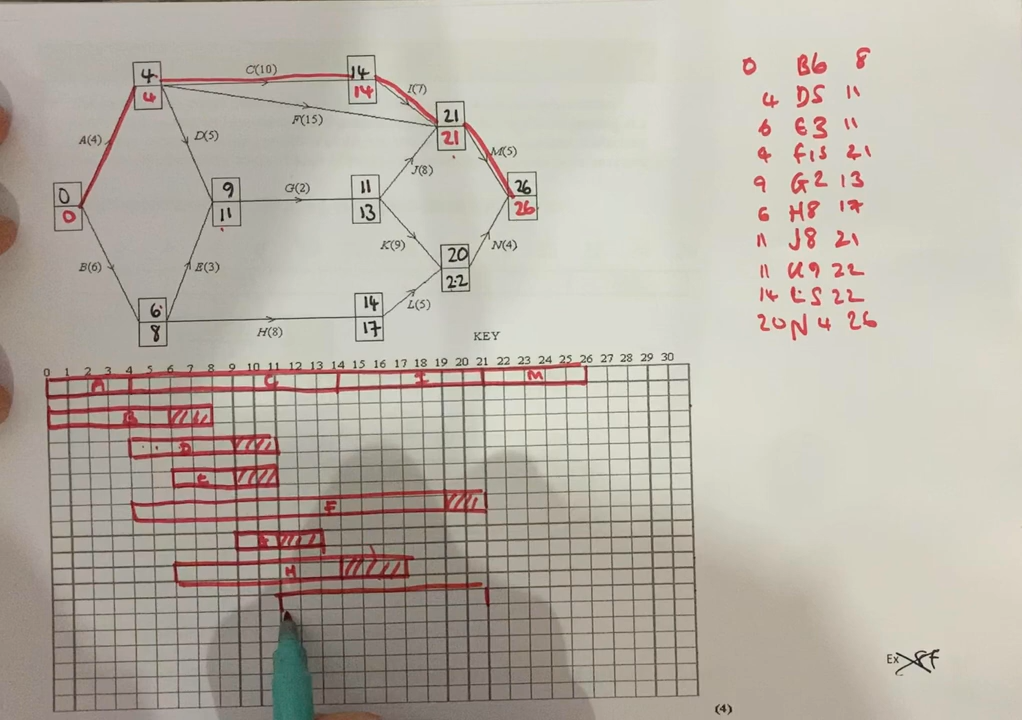 4
4
C(10)
14
14
I(7)
F(15)
21
21
A(4)
D(5)
M(5)
J(8)
0
0
9
11
G(2)
11
13
26
26
B(6)
E(3)
K(9)
20
22
N(4)
6
8
H(8)
14
17
L(5)
KEY
0 B6 8
4 D5 11
6 E3 11
4 F15 21
9 G2 13
6 H8 17
11 J8 21
11 K9 22
14 L5 22
20 N 4 26
0 1 2 3 4 5 6 7 8 9 10 11 12 13 14 15 16 17 18 19 20 21 22 23 24 25 26 27 28 29 30
A C I M
B
D
E
F
H
Ex
(4)